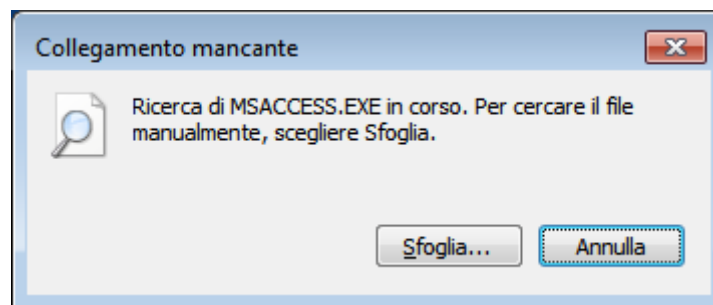 Collegamento mancante
Ricerca di MSACCESS.EXE in corso. Per cercare il file
manualmente, scegliere Sfoglia.
Sfoglia...
Annulla